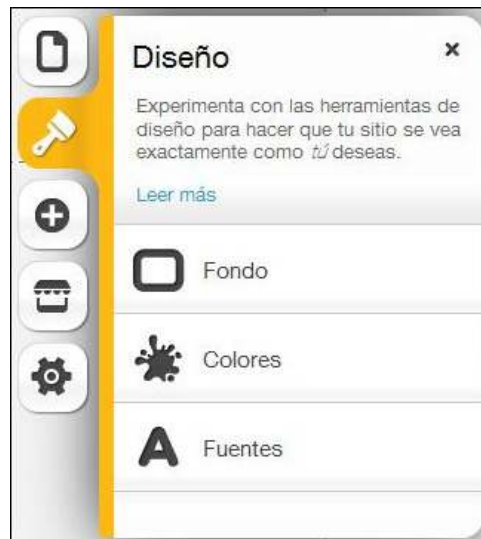 Diseño
Experimenta con las herramientas de
diseño para hacer que tu sitio se vea
exactamente como tú deseas.
Leer más
Fondo
Colores
Fuentes